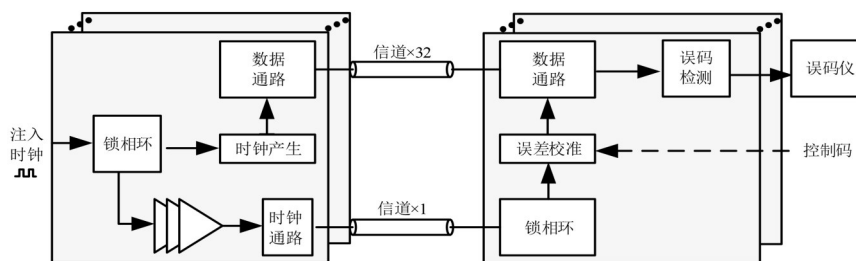 信道×32
数据
通路
数据
通路
误码
检测
误码仪
注入
时钟
锁相环
时钟产生
误差校准
控制码
信道×1
时钟
通路
锁相环